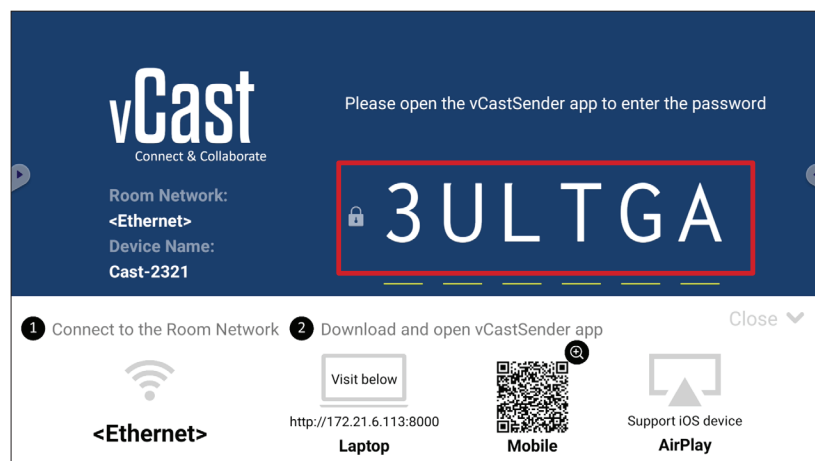 vCast
Connect & Collaborate
Please open the vCastSender app to enter the password
Room Network:
<Ethernet>
Device Name:
Cast-2321
3ULTGA
Close
1 Connect to the Room Network
2 Download and open vCastSender app
<Ethernet>
Visit below
http://172.21.6.113:8000
Laptop
Mobile
Support iOS device
AirPlay